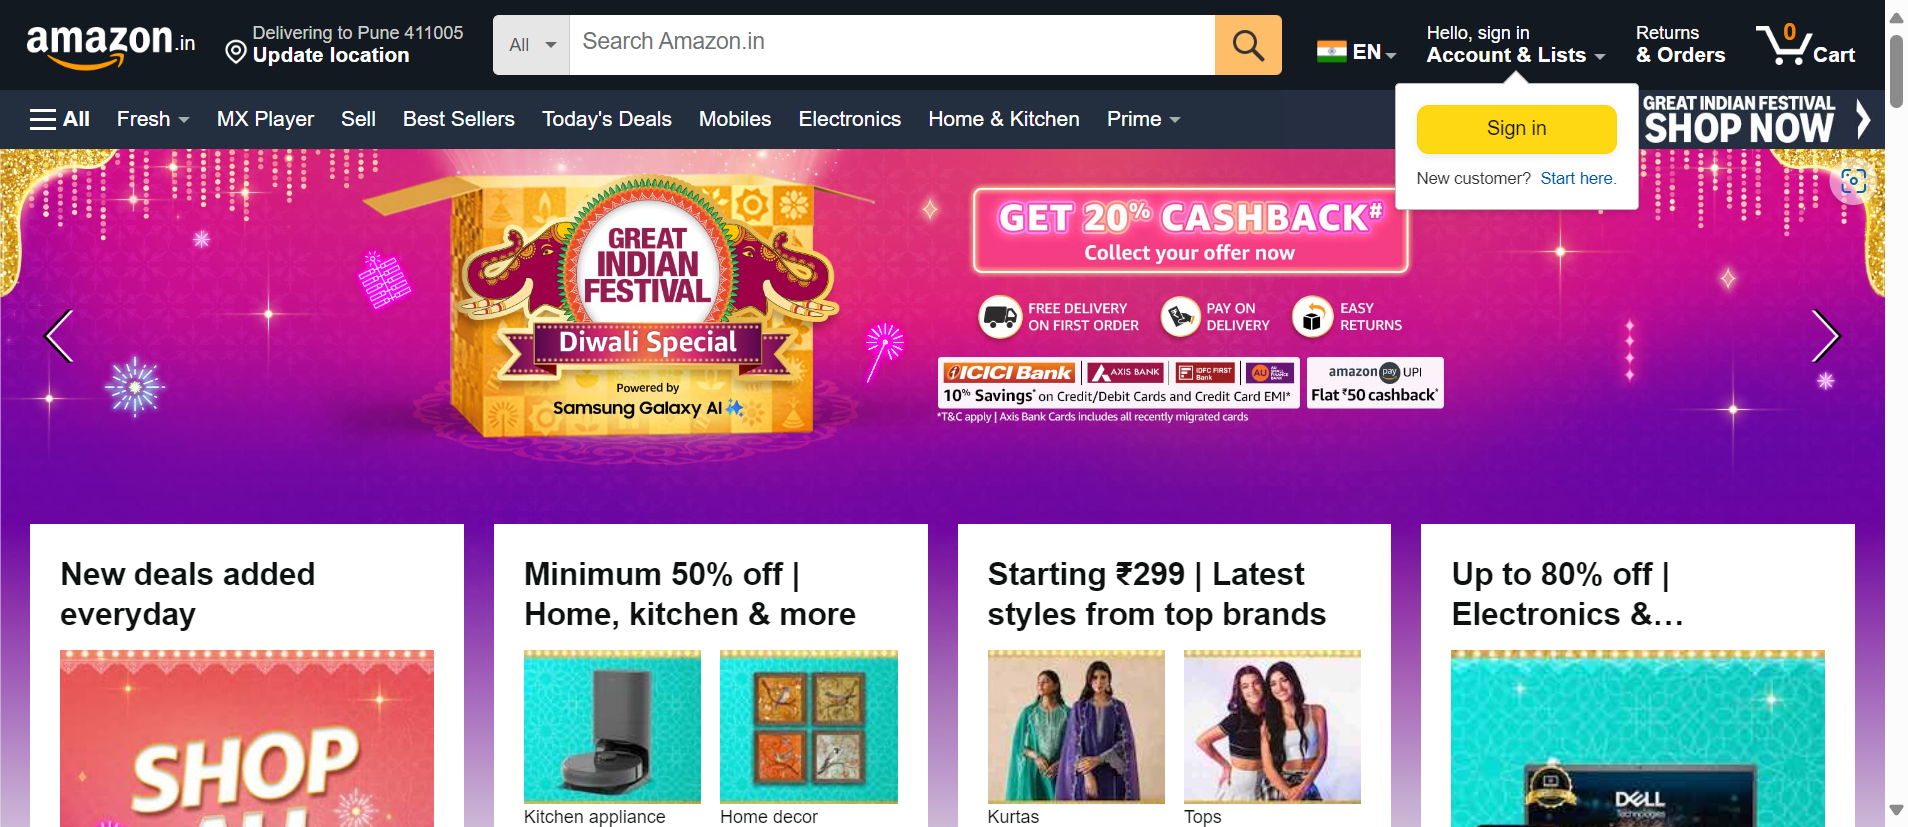 amazon.in
Delivering to Pune 411005
Update location
All
Search Amazon.in
EN
Hello, sign in
Account & Lists
Returns
& Orders
0
Cart
All
Fresh
MX Player
Sell
Best Sellers
Today's Deals
Mobiles
Electronics
Home & Kitchen
Prime
GREAT INDIAN FESTIVAL
SHOP NOW
Sign in
New customer? Start here.
GREAT
INDIAN
FESTIVAL
Diwali Special
Powered by
Samsung Galaxy AI
GET 20% CASHBACK#
Collect your offer now
FREE DELIVERY
ON FIRST ORDER
PAY ON
DELIVERY
EASY
RETURNS
ICICI Bank
AXIS BANK
IDFC FIRST
Bank
AU
amazon pay UPI
10% Savings* on Credit/Debit Cards and Credit Card EMI*
Flat ₹50 cashback*
*T&C apply | Axis Bank Cards includes all recently migrated cards
New deals added
everyday
SHOP
ALL
Minimum 50% off |
Home, kitchen & more
Kitchen appliance
Home decor
Starting ₹299 | Latest
styles from top brands
Kurtas
Tops
Up to 80% off |
Electronics &…
DELL
Technologies